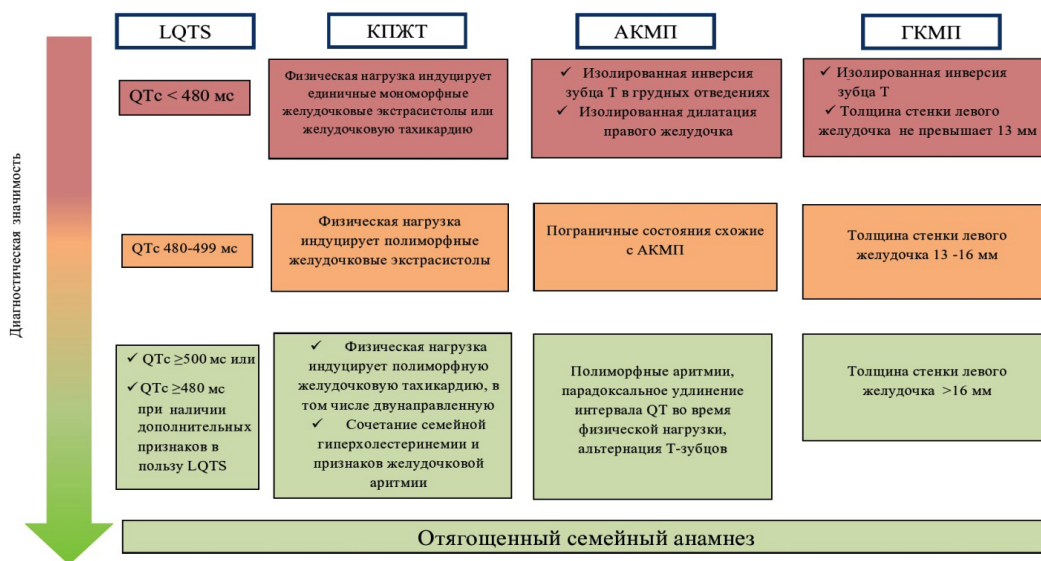 Диагностическая значимость
LQTS
КПЖТ
АКМП
ГКМП
QTc < 480 мс
Физическая нагрузка индуцирует
единичные мономорфные
желудочковые экстрасистолы или
желудочковую тахикардию
✓ Изолированная инверсия
зубца Т в грудных отведениях
✓ Изолированная дилатация
правого желудочка
✓ Изолированная инверсия
зубца Т
✓ Толщина стенки левого
желудочка не превышает 13 мм
QTc 480-499 мс
Физическая нагрузка
индуцирует полиморфные
желудочковые экстрасистолы
Пограничные состояния схожие
с АКМП
Толщина стенки левого
желудочка 13 -16 мм
✓ QTc ≥500 мс или
✓ QTc ≥480 мс
при наличии
дополнительных
признаков в
пользу LQTS
✓ Физическая нагрузка
индуцирует полиморфную
желудочковую тахикардию, в
том числе двунаправленную
✓ Сочетание семейной
гиперхолестеринемии и
признаков желудочковой
аритмии
Полиморфные аритмии,
парадоксальное удлинение
интервала QT во время
физической нагрузки,
альтернация Т-зубцов
Толщина стенки левого
желудочка >16 мм
Отягощенный семейный анамнез